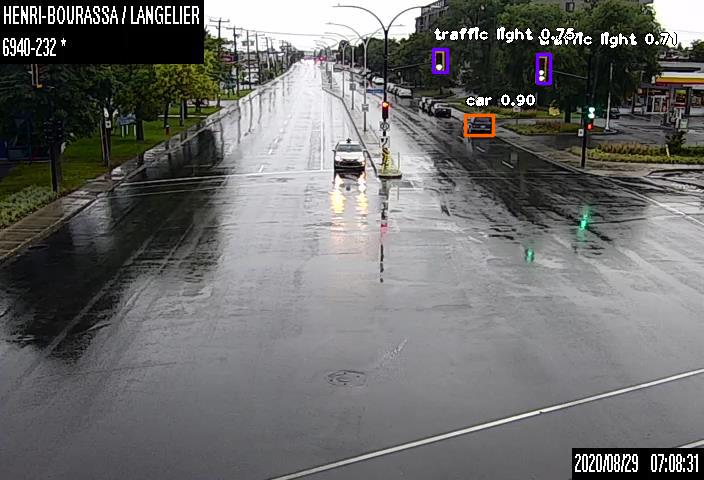 HENRI-BOURASSA / LANGELIER
6940-232 *
traffic light 0.75
traffic light 0.71
car 0.90
2020/08/29 07:08:31